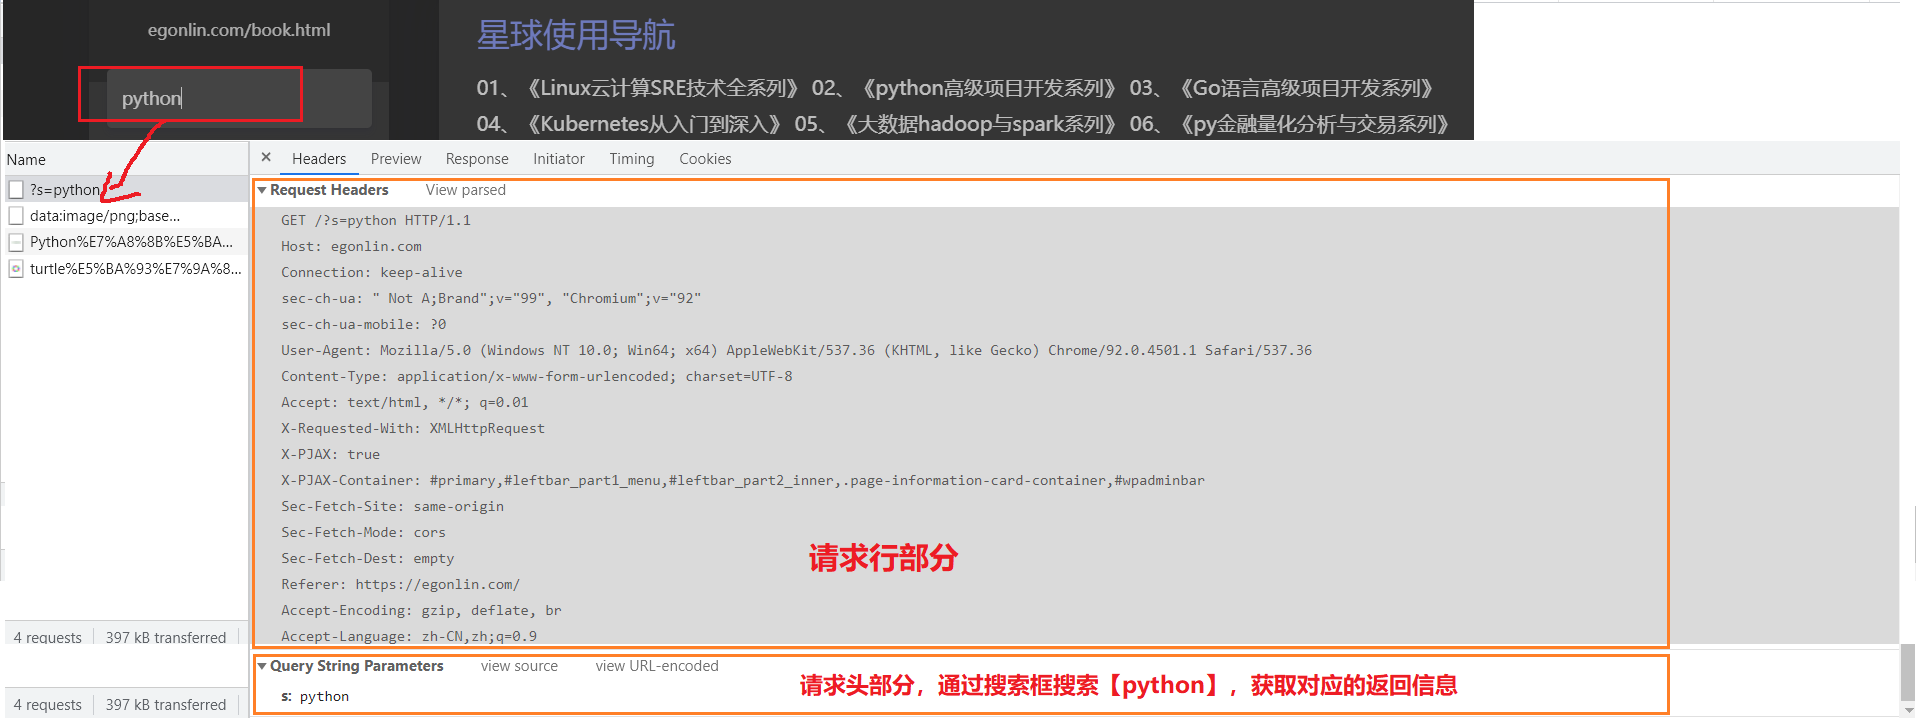 egonlin.com/book.html
python
星球使用导航
01、《Linux云计算SRE技术全系列》 02、《python高级项目开发系列》 03、《Go语言高级项目开发系列》
04、《Kubernetes从入门到深入》 05、《大数据hadoop与spark系列》 06、《py金融量化分析与交易系列》
Name
?s=python
data:image/png;base...
Python%E7%A8%8B%E5%BA...
turtle%E5%BA%93%E7%9A%8...
4 requests 397 kB transferred
4 requests 397 kB transferred
× Headers Preview Response Initiator Timing Cookies
Request Headers View parsed
GET /?s=python HTTP/1.1
Host: egonlin.com
Connection: keep-alive
sec-ch-ua: " Not A;Brand";v="99", "Chromium";v="92"
sec-ch-ua-mobile: ?0
User-Agent: Mozilla/5.0 (Windows NT 10.0; Win64; x64) AppleWebKit/537.36 (KHTML, like Gecko) Chrome/92.0.4501.1 Safari/537.36
Content-Type: application/x-www-form-urlencoded; charset=UTF-8
Accept: text/html, */*; q=0.01
X-Requested-With: XMLHttpRequest
X-PJAX: true
X-PJAX-Container: #primary,#leftbar_part1_menu,#leftbar_part2_inner,.page-information-card-container,#wpadminbar
Sec-Fetch-Site: same-origin
Sec-Fetch-Mode: cors
Sec-Fetch-Dest: empty
请求行部分
Referer: https://egonlin.com/
Accept-Encoding: gzip, deflate, br
Accept-Language: zh-CN,zh;q=0.9
Query String Parameters view source view URL-encoded
s: python
请求头部分，通过搜索框搜索【python】，获取对应的返回信息